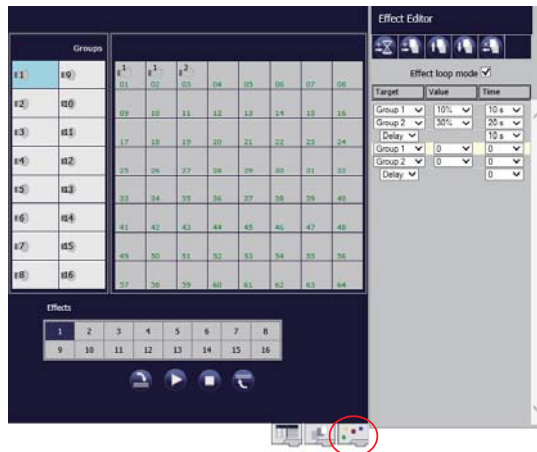 Effect Editor
Groups
Effect loop mode
Target Value Time
Group 1 10% 10 s
Group 2 30% 20 s
Delay 10 s
Group 1 0 0
Group 2 0 0
Delay 0
1 9 1 2
01 02 03 04 05 06 07 08
2 10
09 10 11 12 13 14 15 16
3 11
17 18 19 20 21 22 23 24
4 12
25 26 27 28 29 30 31 32
5 13
33 34 35 36 37 38 39 40
6 14
41 42 43 44 45 46 47 48
7 15
49 50 51 52 53 54 55 56
8 16
57 58 59 60 61 62 63 64
Effects
1 2 3 4 5 6 7 8
9 10 11 12 13 14 15 16